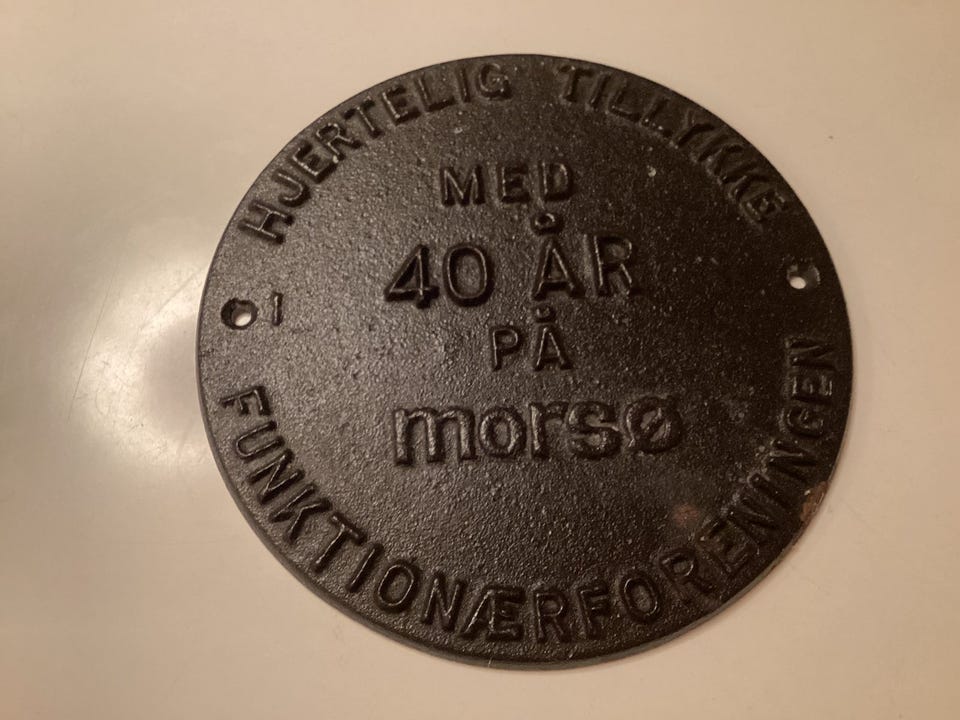 HJERTELIG TILLYKKE
MED
40 ÅR
PÅ
morsø
FUNKTIONÆRFORENINGEN